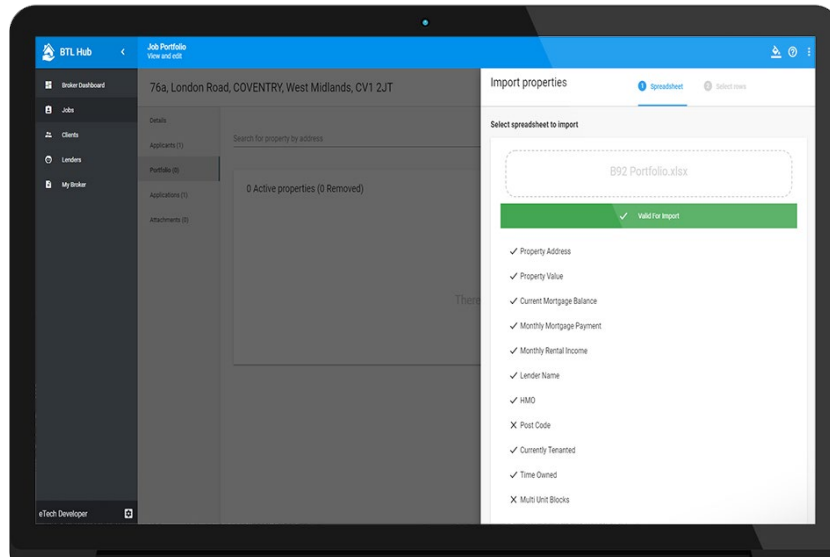 BTL Hub
Job Portfolio
View and edit
Broker Dashboard
Jobs
Clients
Lenders
My Broker
eTech Developer
76a, London Road, COVENTRY, West Midlands, CV1 2JT
Details
Applicants (1)
Portfolio (0)
Applications (1)
Attachments (0)
Search for property by address
0 Active properties (0 Removed)
There
Import properties
1 Spreadsheet
2 Select rows
Select spreadsheet to import
B92 Portfolio.xlsx
Valid For Import
Property Address
Property Value
Current Mortgage Balance
Monthly Mortgage Payment
Monthly Rental Income
Lender Name
HMO
Post Code
Currently Tenanted
Time Owned
Multi Unit Blocks